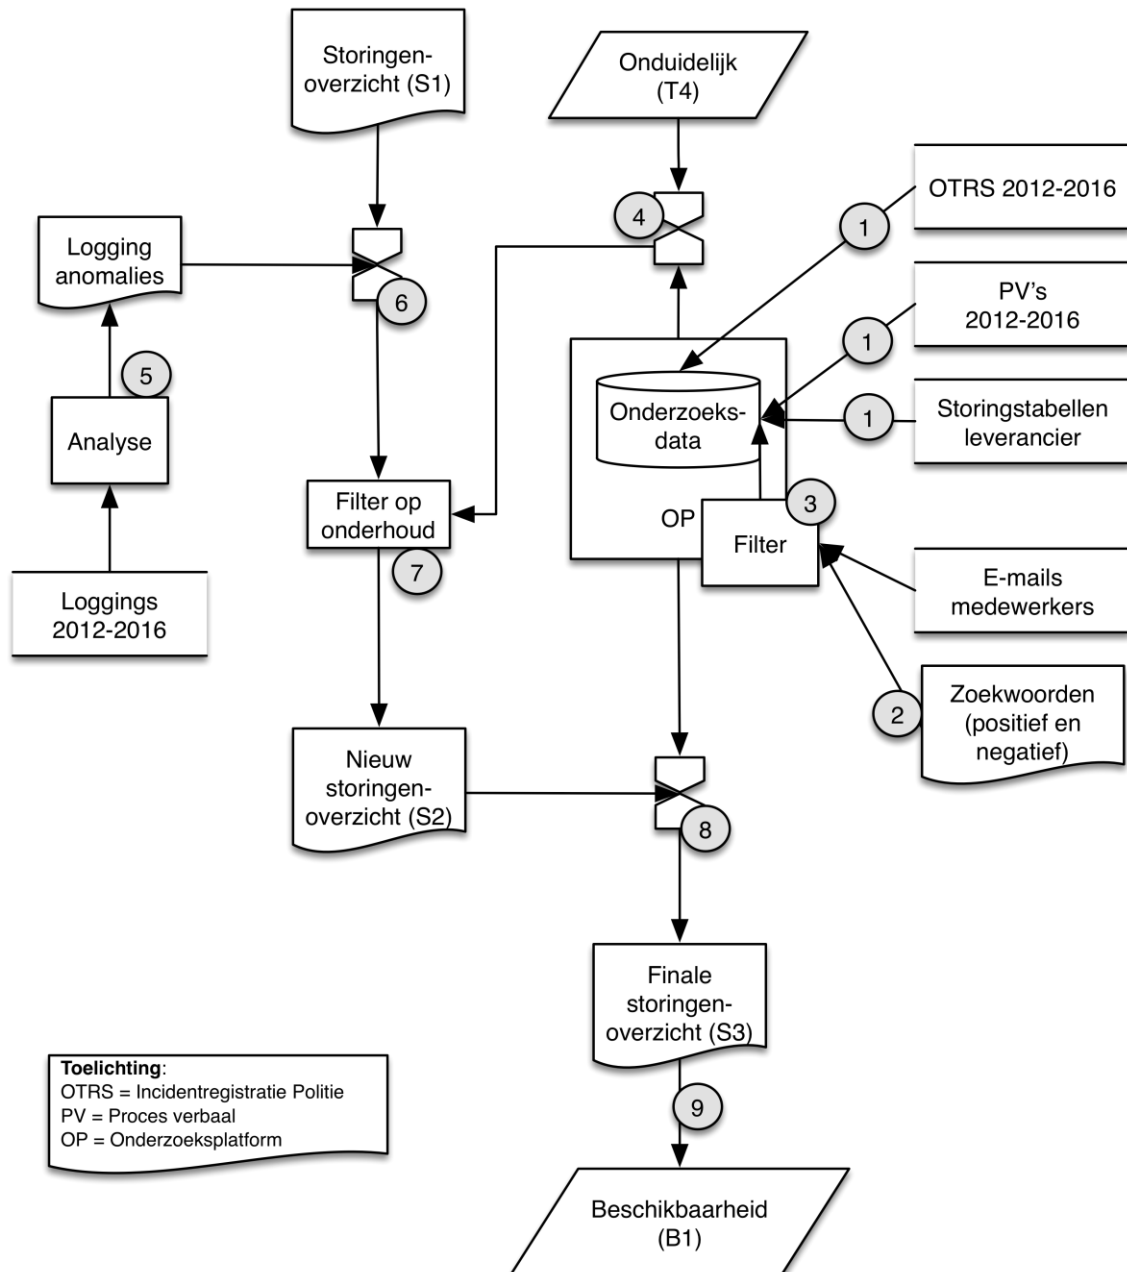 Storingen-
overzicht (S1)
Onduidelijk
(T4)
OTRS 2012-2016
1
4
Logging
anomalies
6
PV's
2012-2016
1
5
Analyse
Onderzoeks-
data
1
Storingstabellen
leverancier
Filter op
onderhoud
7
OP
3
Filter
E-mails
medewerkers
Loggings
2012-2016
2
Zoekwoorden
(positief en
negatief)
Nieuw
storingen-
overzicht (S2)
8
Finale
storingen-
overzicht (S3)
9
Toelichting:
OTRS = Incidentregistratie Politie
PV = Proces verbaal
OP = Onderzoeksplatform
Beschikbaarheid
(B1)